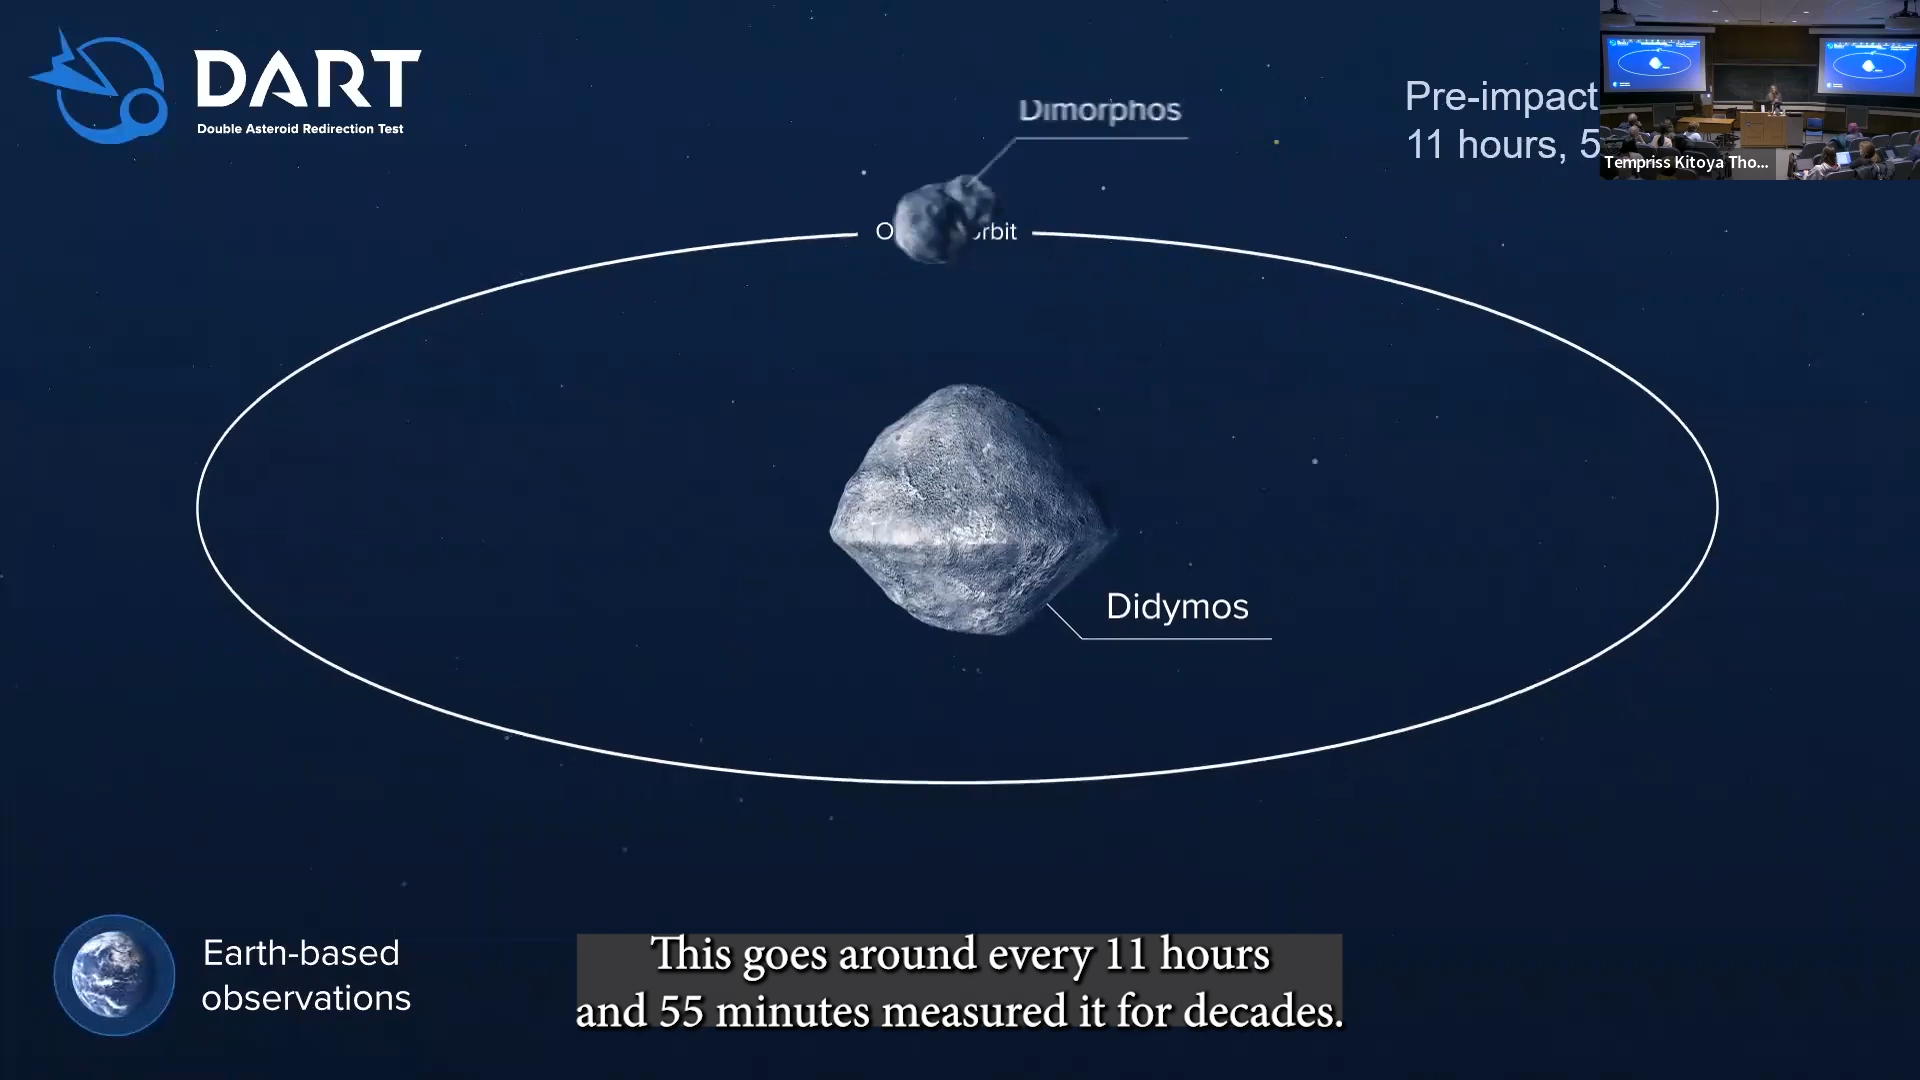 DART
Double Asteroid Redirection Test
Dimorphos
Pre-impact
11 hours, 5
Tempriss Kitoya Tho...
Didymos
Earth-based
observations
This goes around every 11 hours
and 55 minutes measured it for decades.